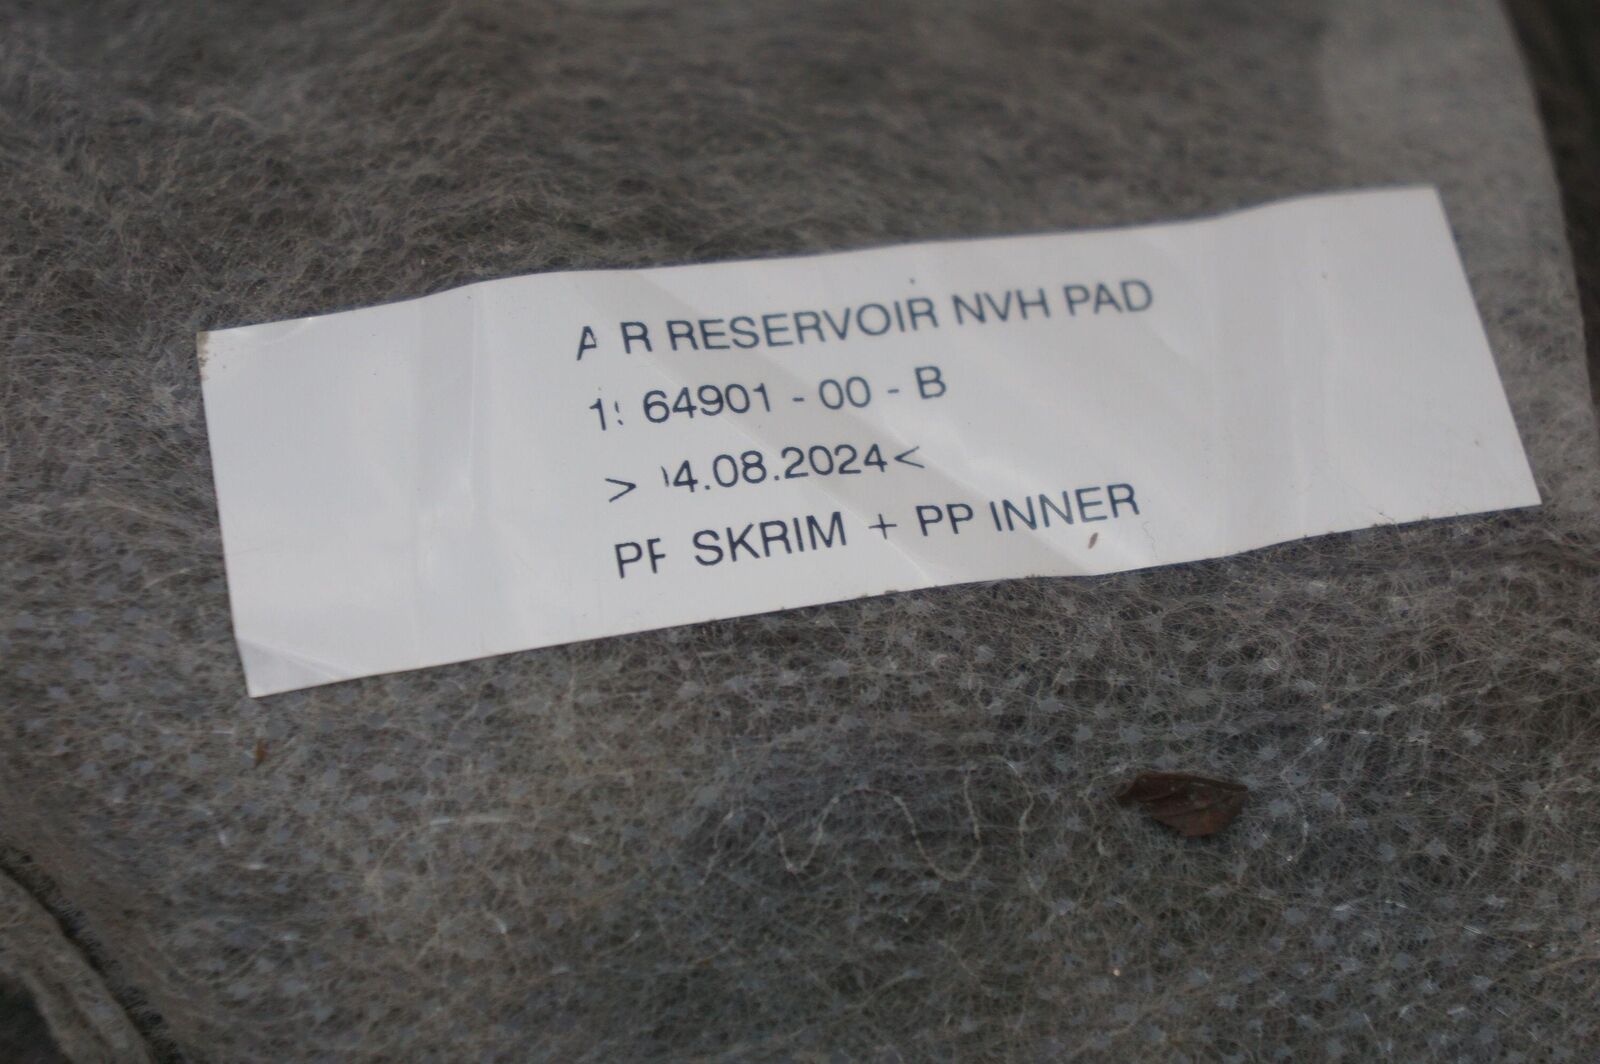 A R RESERVOIR NVH PAD
64901 - 00 - B
> 4.08.2024<
SKRIM + PP INNER